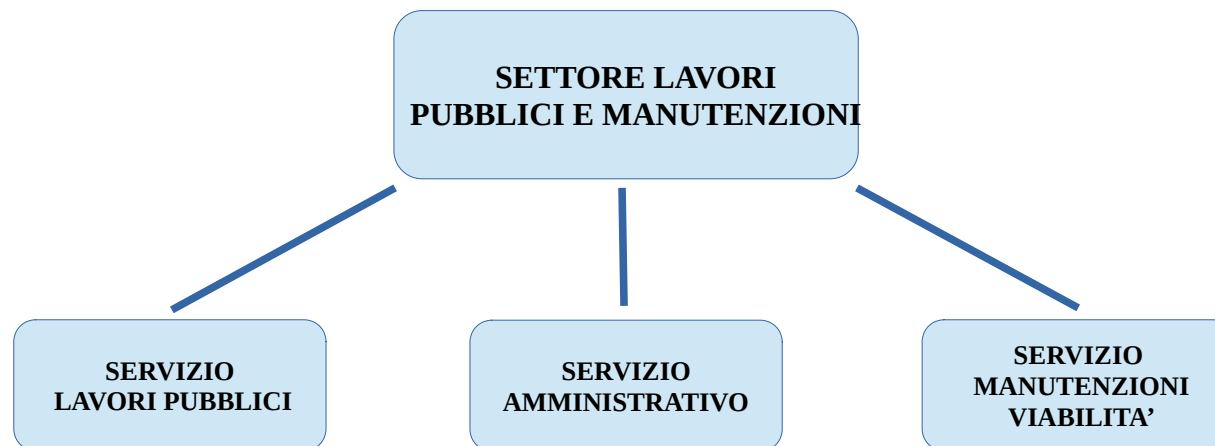 SETTORE LAVORI
PUBBLICI E MANUTENZIONI
SERVIZIO
LAVORI PUBBLICI
SERVIZIO
AMMINISTRATIVO
SERVIZIO
MANUTENZIONI
VIABILITA’